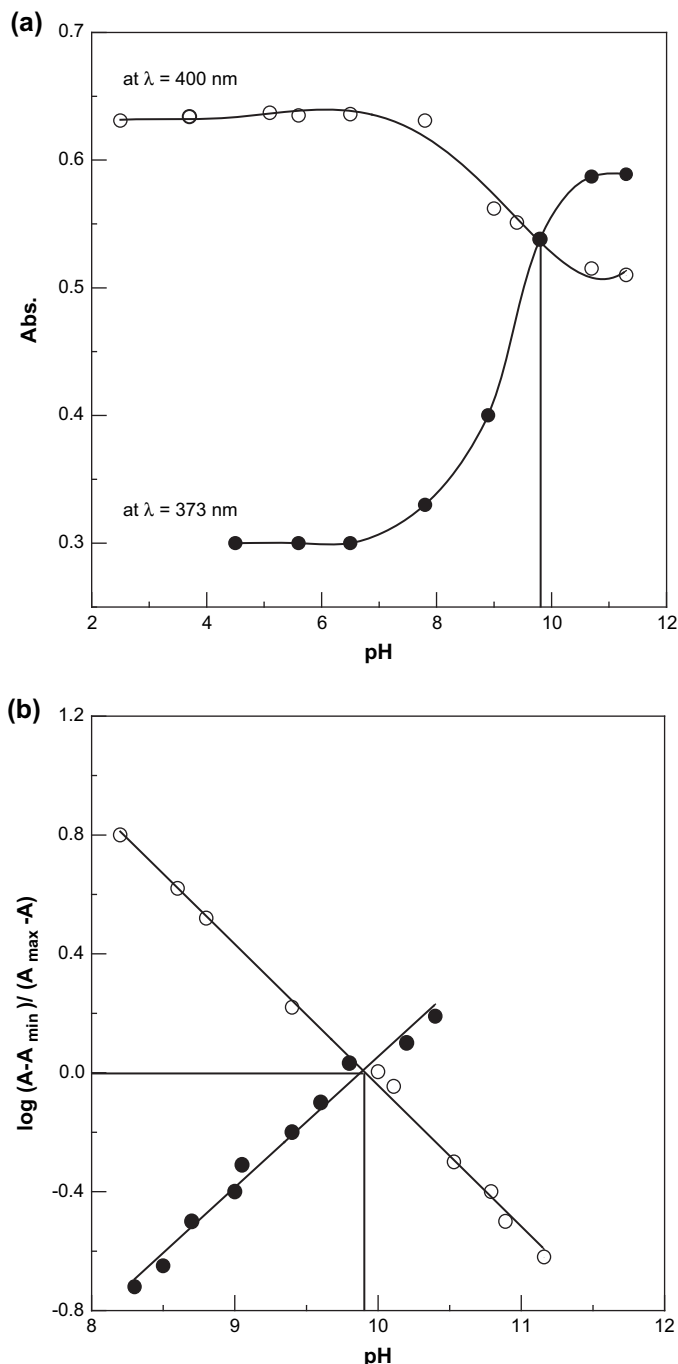 (a)
0.7
0.6
0.5
0.4
0.3
Abs.
at λ = 400 nm
at λ = 373 nm
2 4 6 8 10 12
pH
(b)
1.2
0.8
0.4
0.0
-0.4
-0.8
log (A-A min )/ (A max -A)
8 9 10 11 12
pH